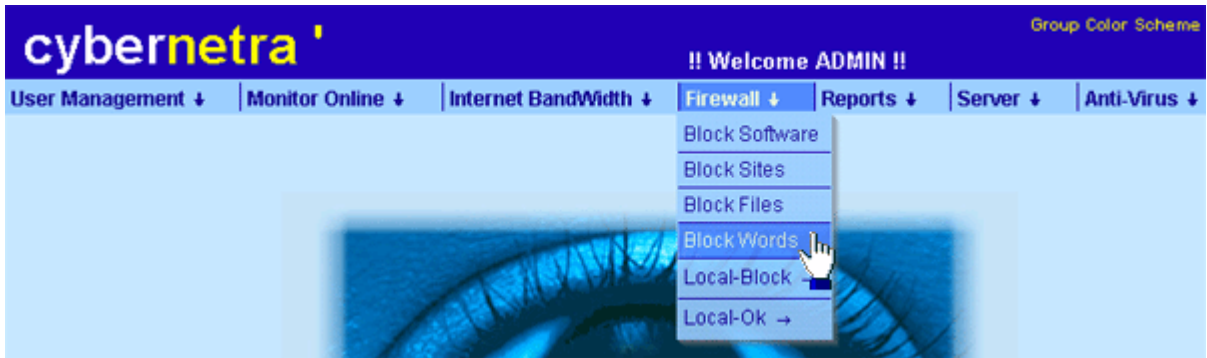 Group Color Scheme
cybernetra '
!! Welcome ADMIN !!
User Management ↓ Monitor Online ↓ Internet BandWidth ↓ Firewall ↓ Reports ↓ Server ↓ Anti-Virus ↓
Block Software
Block Sites
Block Files
Block Words
Local-Block →
Local-Ok →